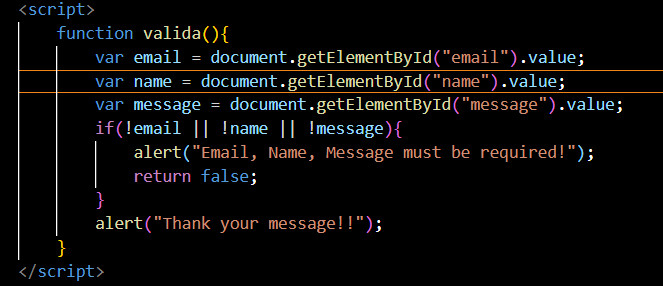 <script>
function valida(){
var email = document.getElementById("email").value;
var name = document.getElementById("name").value;
var message = document.getElementById("message").value;
if(!email || !name || !message){
alert("Email, Name, Message must be required!");
return false;
}
alert("Thank your message!!");
}
</script>